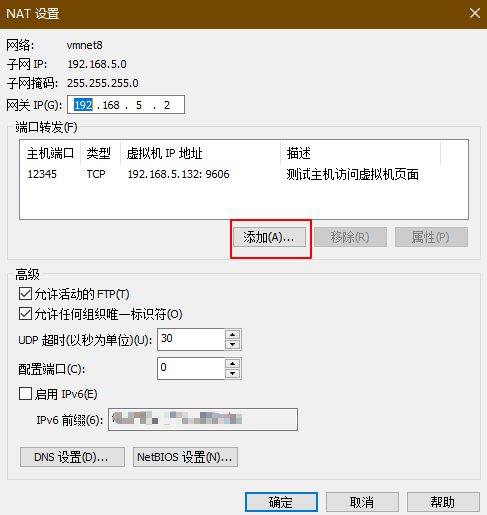 NAT 设置
网络: vmnet8
子网 IP: 192.168.5.0
子网掩码: 255.255.255.0
网关 IP(G): 192 . 168 . 5 . 2
端口转发(F)
主机端口 类型 虚拟机 IP 地址 描述
12345 TCP 192.168.5.132: 9606 测试主机访问虚拟机页面
添加(A)... 移除(R) 属性(P)
高级
允许活动的 FTP(T)
允许任何组织唯一标识符(O)
UDP 超时(以秒为单位)(U): 30
配置端口(C): 0
启用 IPv6(E)
IPv6 前缀(6):
DNS 设置(D)... NetBIOS 设置(N)...
确定 取消 帮助